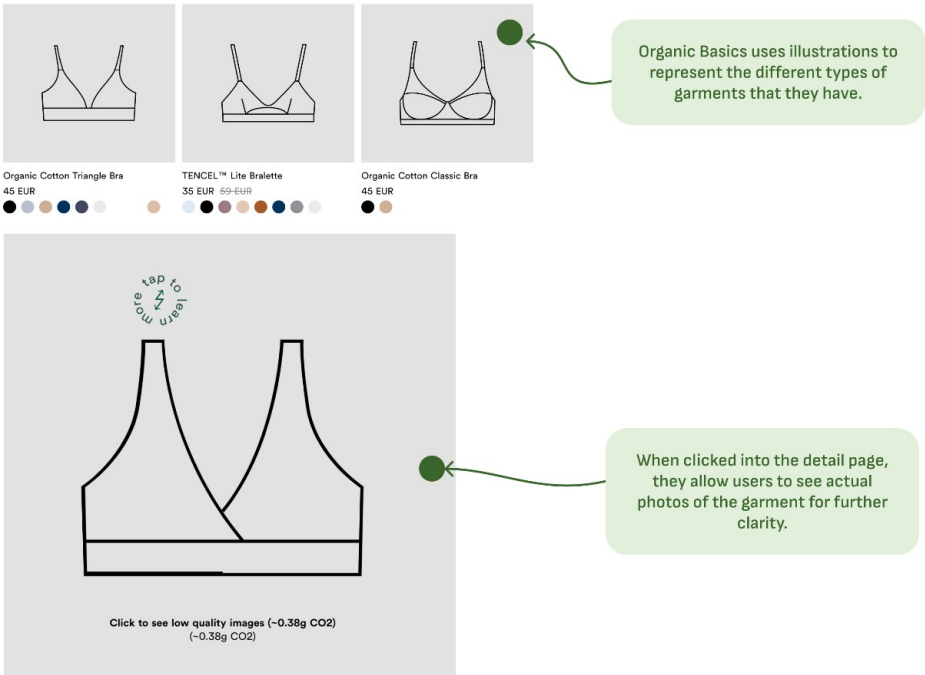 Organic Basics uses illustrations to
represent the different types of
garments that they have.
Organic Cotton Triangle Bra
45 EUR
TENCEL™ Lite Bralette
35 EUR 59 EUR
Organic Cotton Classic Bra
45 EUR
tap to learn more
When clicked into the detail page,
they allow users to see actual
photos of the garment for further
clarity.
Click to see low quality images (~0.38g CO2)
(~0.38g CO2)